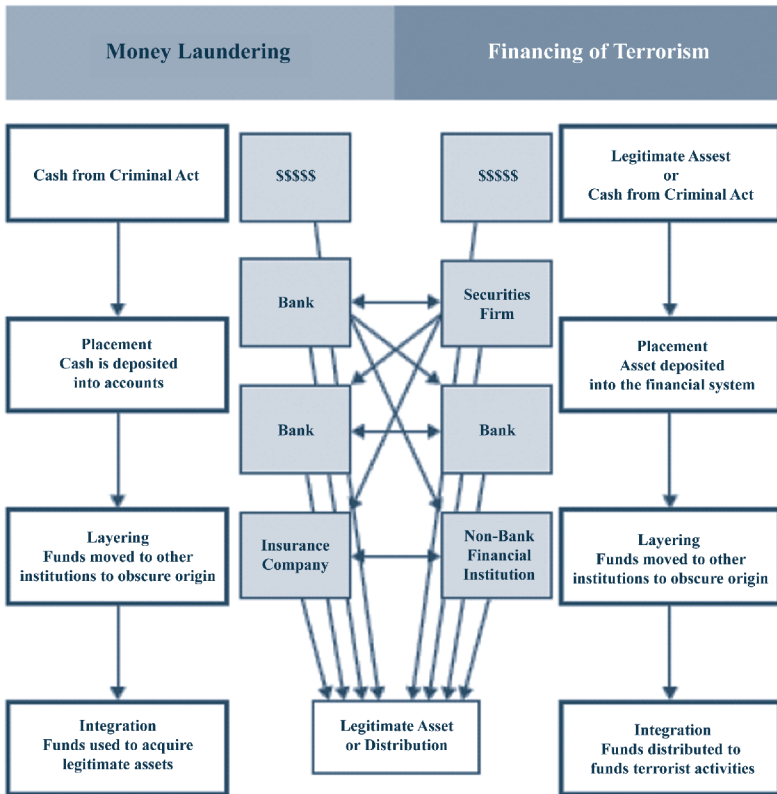 Money Laundering
Financing of Terrorism
Cash from Criminal Act
$$$$$
$$$$$
Legitimate Assest
or
Cash from Criminal Act
Bank
Securities
Firm
Placement
Cash is deposited
into accounts
Placement
Asset deposited
into the financial system
Bank
Bank
Layering
Funds moved to other
institutions to obscure origin
Insurance
Company
Non-Bank
Financial
Institution
Layering
Funds moved to other
institutions to obscure origin
Integration
Funds used to acquire
legitimate assets
Legitimate Asset
or Distribution
Integration
Funds distributed to
funds terrorist activities